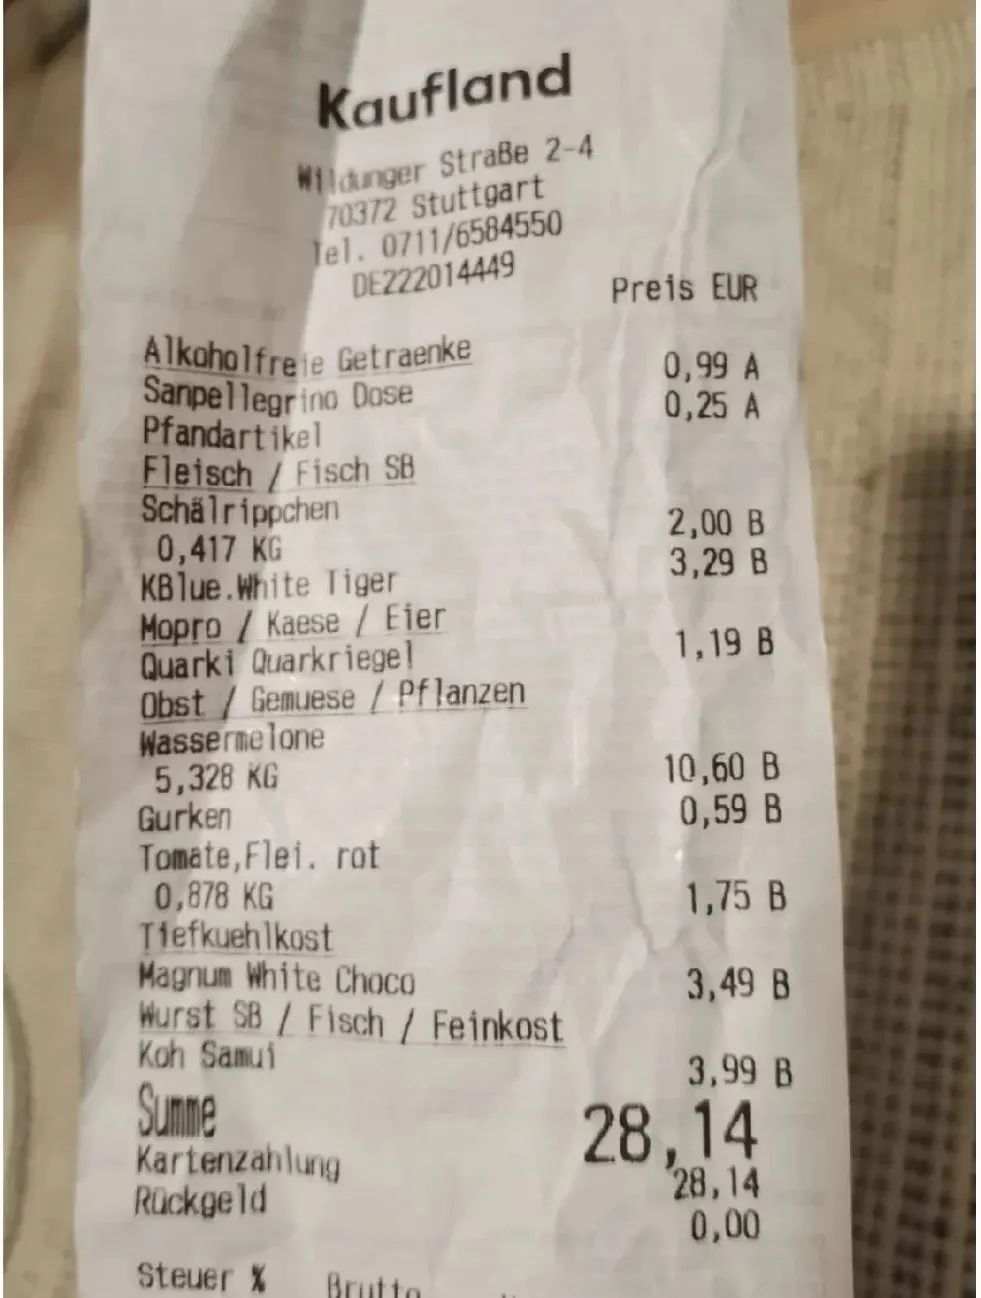 Kaufland
Wildunger Straße 2-4
70372 Stuttgart
Tel. 0711/6584550
DE222014449
Preis EUR
Alkoholfreie Getraenke
Sanpellegrino Dose 0,99 A
Pfandartikel 0,25 A
Fleisch / Fisch SB
Schälrippchen
0,417 KG 2,00 B
KBlue.White Tiger 3,29 B
Mopro / Kaese / Eier
Quarki Quarkriegel 1,19 B
Obst / Gemuese / Pflanzen
Wassermelone
5,328 KG 10,60 B
Gurken 0,59 B
Tomate,Flei. rot
0,878 KG 1,75 B
Tiefkuehlkost
Magnum White Choco 3,49 B
Wurst SB / Fisch / Feinkost
Koh Samui 3,99 B
Summe 28,14
Kartenzahlung 28,14
Rückgeld 0,00
Steuer % Brutto